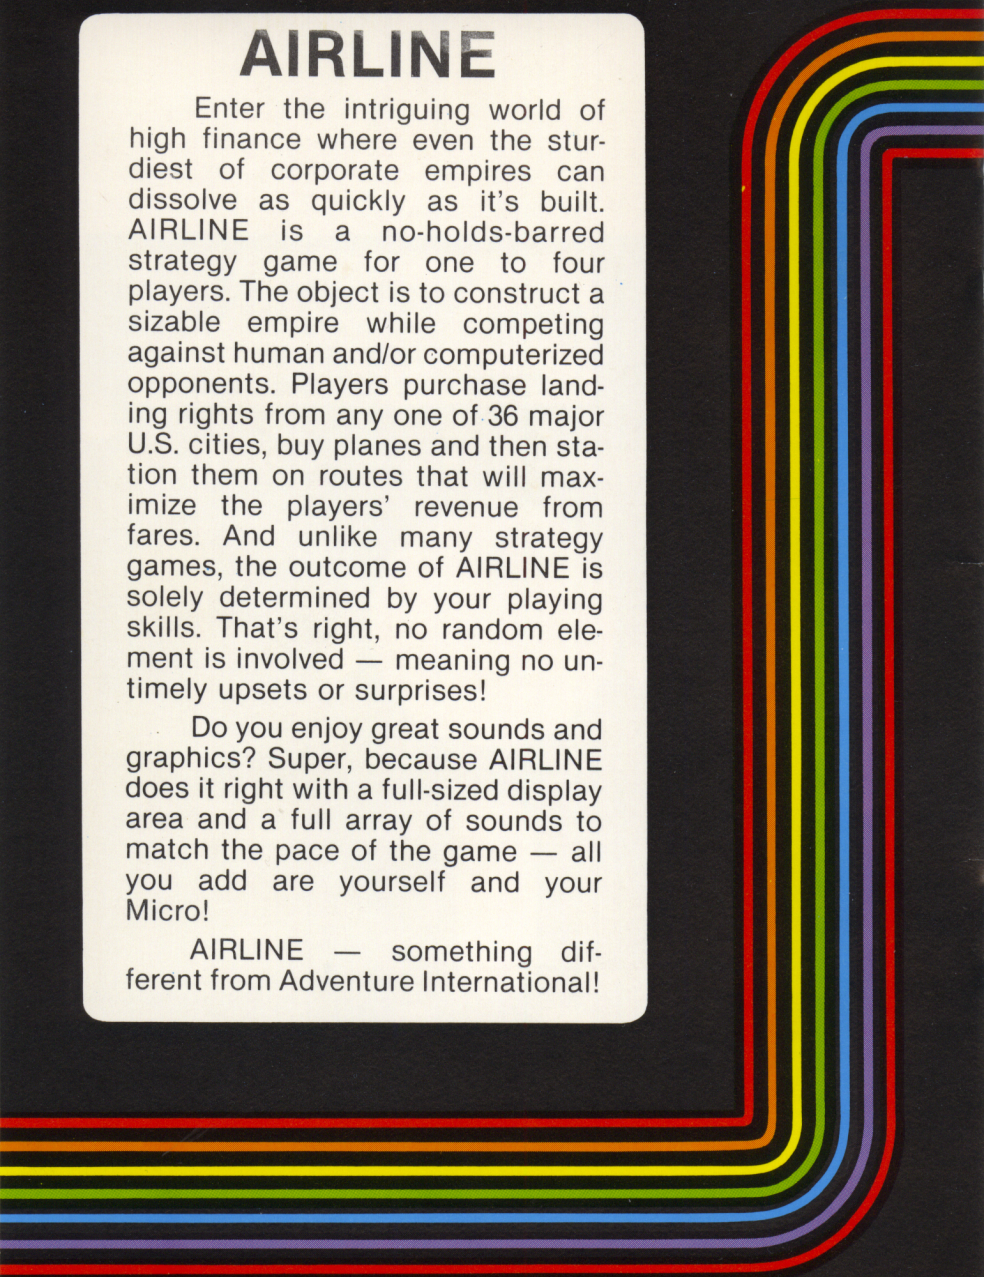 AIRLINE
Enter the intriguing world of
high finance where even the stur-
diest of corporate empires can
dissolve as quickly as it's built.
AIRLINE is a no-holds-barred
strategy game for one to four
players. The object is to construct a
sizable empire while competing
against human and/or computerized
opponents. Players purchase land-
ing rights from any one of 36 major
U.S. cities, buy planes and then sta-
tion them on routes that will max-
imize the players' revenue from
fares. And unlike many strategy
games, the outcome of AIRLINE is
solely determined by your playing
skills. That's right, no random ele-
ment is involved — meaning no un-
timely upsets or surprises!
Do you enjoy great sounds and
graphics? Super, because AIRLINE
does it right with a full-sized display
area and a full array of sounds to
match the pace of the game — all
you add are yourself and your
Micro!
AIRLINE — something dif-
ferent from Adventure International!